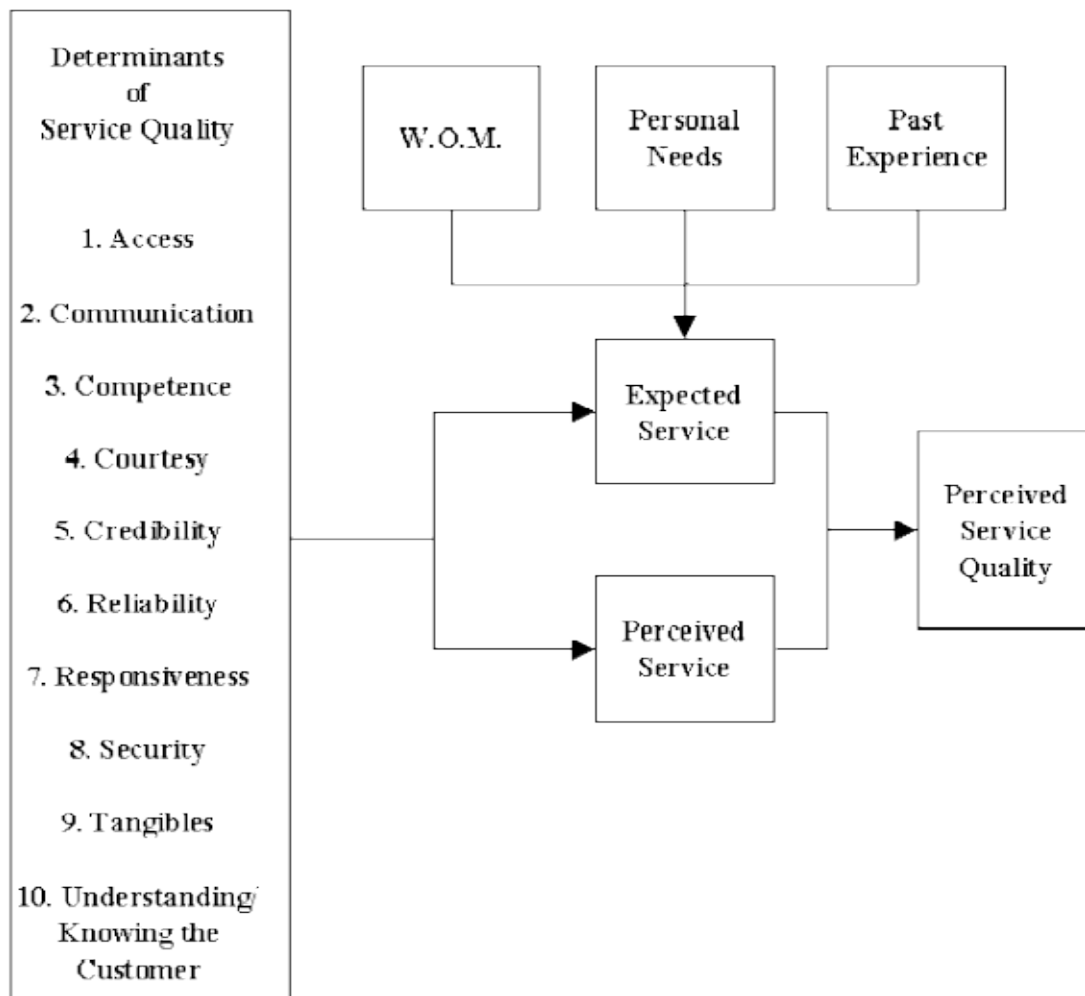 Determinants
of
Service Quality
1. Access
2. Communication
3. Competence
4. Courtesy
5. Credibility
6. Reliability
7. Responsiveness
8. Security
9. Tangibles
10. Understanding/
Knowing the
Customer
W.O.M.
Personal
Needs
Past
Experience
Expected
Service
Perceived
Service
Perceived
Service
Quality